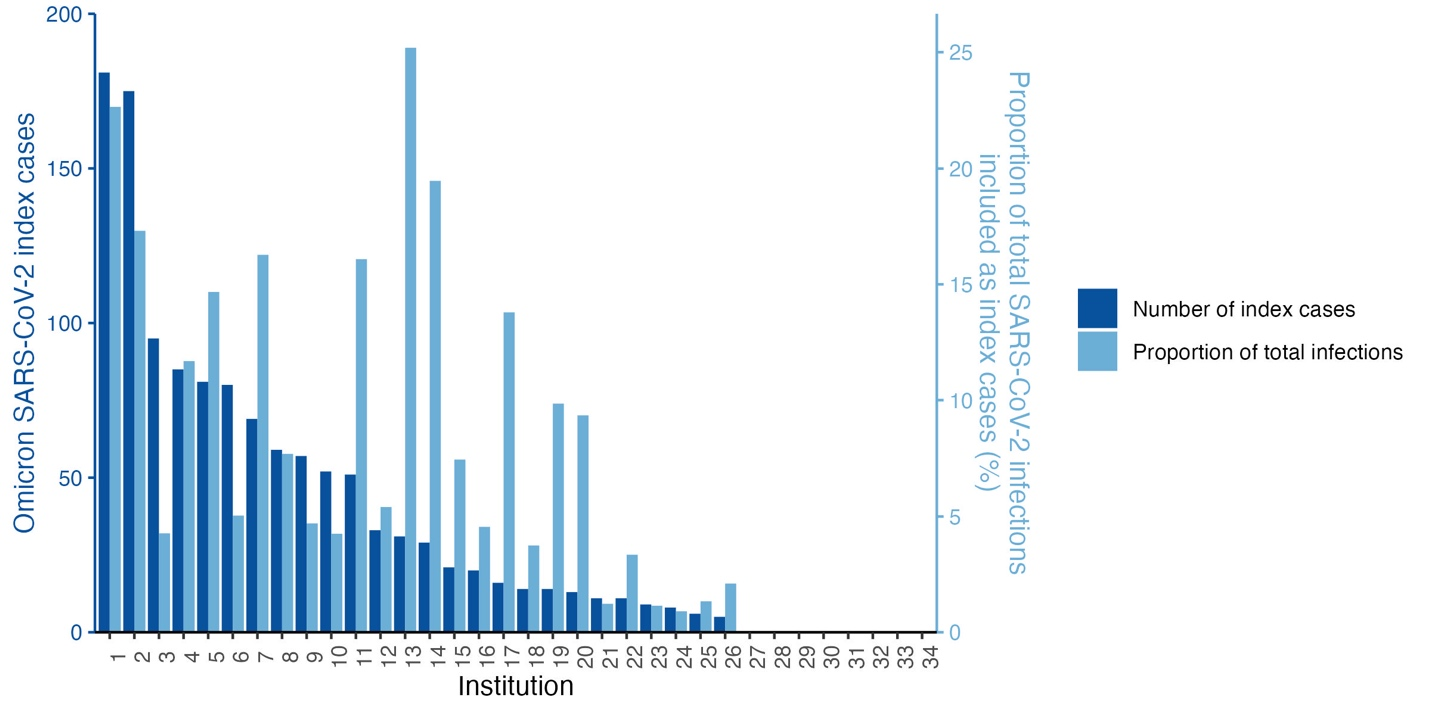 200
150
100
50
0
Omicron SARS-CoV-2 index cases
25
20
15
10
5
0
Proportion of total SARS-CoV-2 infections
included as index cases (%)
1 2 3 4 5 6 7 8 9 10 11 12 13 14 15 16 17 18 19 20 21 22 23 24 25 26 27 28 29 30 31 32 33 34
Institution
Number of index cases
Proportion of total infections